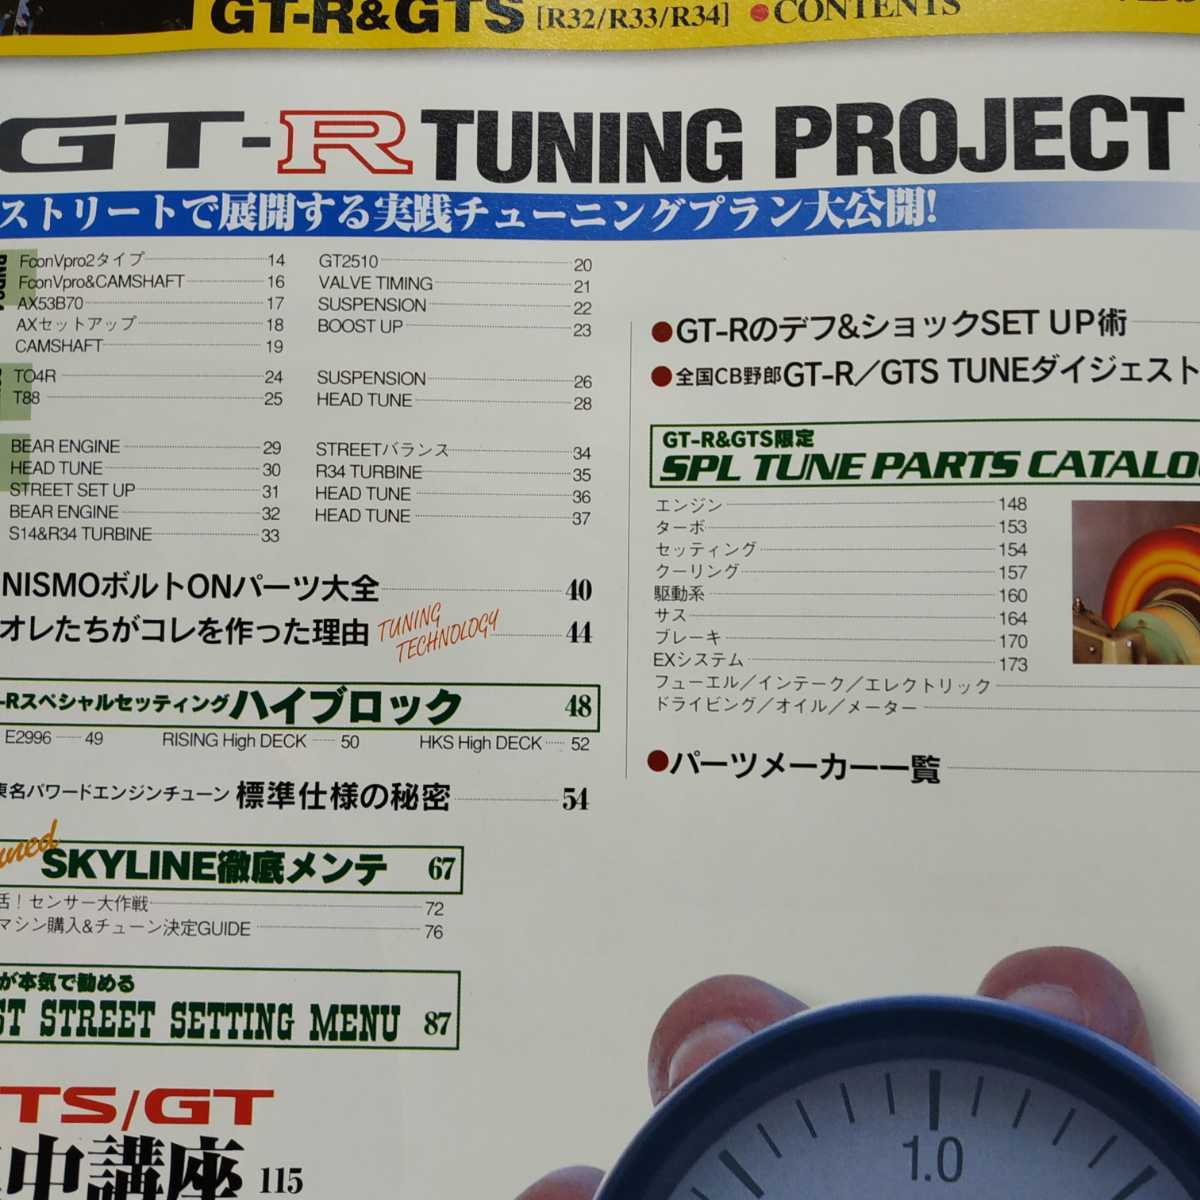 GT-R&GTS [R32/R33/R34] ●CONTENTS
GT-R TUNING PROJECT
ストリートで展開する実践チューニングプラン大公開!
FconVpro2タイプ 14
FconVpro&CAMSHAFT 16
AX53B70 17
AXセットアップ 18
CAMSHAFT 19
GT2510 20
VALVE TIMING 21
SUSPENSION 22
BOOST UP 23
TO4R 24
T88 25
SUSPENSION 26
HEAD TUNE 28
BEAR ENGINE 29
HEAD TUNE 30
STREET SET UP 31
BEAR ENGINE 32
S14&R34 TURBINE 33
STREETバランス 34
R34 TURBINE 35
HEAD TUNE 36
HEAD TUNE 37
NISMOボルトONパーツ大全 40
オレたちがコレを作った理由 44
TUNING
TECHNOLOGY
-Rスペシャルセッティング ハイブロック 48
E2996 49 RISING High DECK 50 HKS High DECK 52
東名パワードエンジンチューン 標準仕様の秘密 54
SKYLINE徹底メンテ 67
活!センサー大作戦 72
マシン購入&チューン決定GUIDE 76
が本気で勧める
ST STREET SETTING MENU 87
TS/GT
中講座 115
●GT-Rのデフ&ショックSET UP術
●全国CB野郎GT-R/GTS TUNEダイジェスト
GT-R&GTS限定
SPL TUNE PARTS CATALO
エンジン 148
ターボ 153
セッティング 154
クーリング 157
駆動系 160
サス 164
ブレーキ 170
EXシステム 173
フューエル/インテーク/エレクトリック
ドライビング/オイル/メーター
●パーツメーカー一覧
1.0